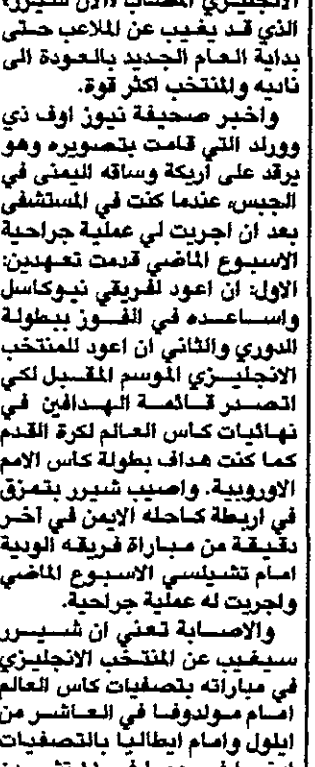 الانجليزي المصاب (الان شيرر)
الذي قد يغيب عن الملاعب حتى
بداية العام الجديد بالعودة الى
ناديه والمنتخب اكثر قوة.
واخبر صحيفة نيوز اوف ذي
وورلد التي قامت بتصويره وهو
يرقد على أريكة وساقه اليمنى في
الجبس، عندما كنت في المستشفى
بعد ان اجريت لي عملية جراحية
الاسبوع الماضي قدمت تعهدين:
الاول: ان اعود لفريقي نيوكاسل
واساعده في الفوز ببطولة
الدوري والثاني ان اعود للمنتخب
الانجليزي الموسم المقبل لكي
اتصدر قائمة الهدافين في
نهائيات كأس العالم لكرة القدم
كما كنت هداف بطولة كاس الامم
الاوروبية. واصيب شيرر بتمزق
في اربطة كاحله الايمن في آخر
دقيقة من مباراة فريقه الودية
امام تشيلسي الاسبوع الماضي
واجريت له عملية جراحية.
والاصابة تعني ان شيرر
سيغيب عن المنتخب الانجليزي
في مباراته بتصفيات كاس العالم
امام مولدوفا في العاشر من
ايلول وامام ايطاليا بالتصفيات